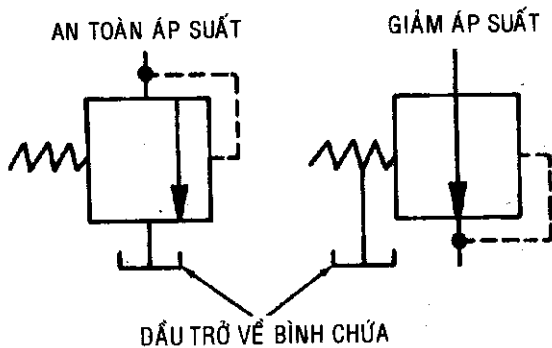 AN TOÀN ÁP SUẤT
GIẢM ÁP SUẤT
DẦU TRỞ VỀ BÌNH CHỨA